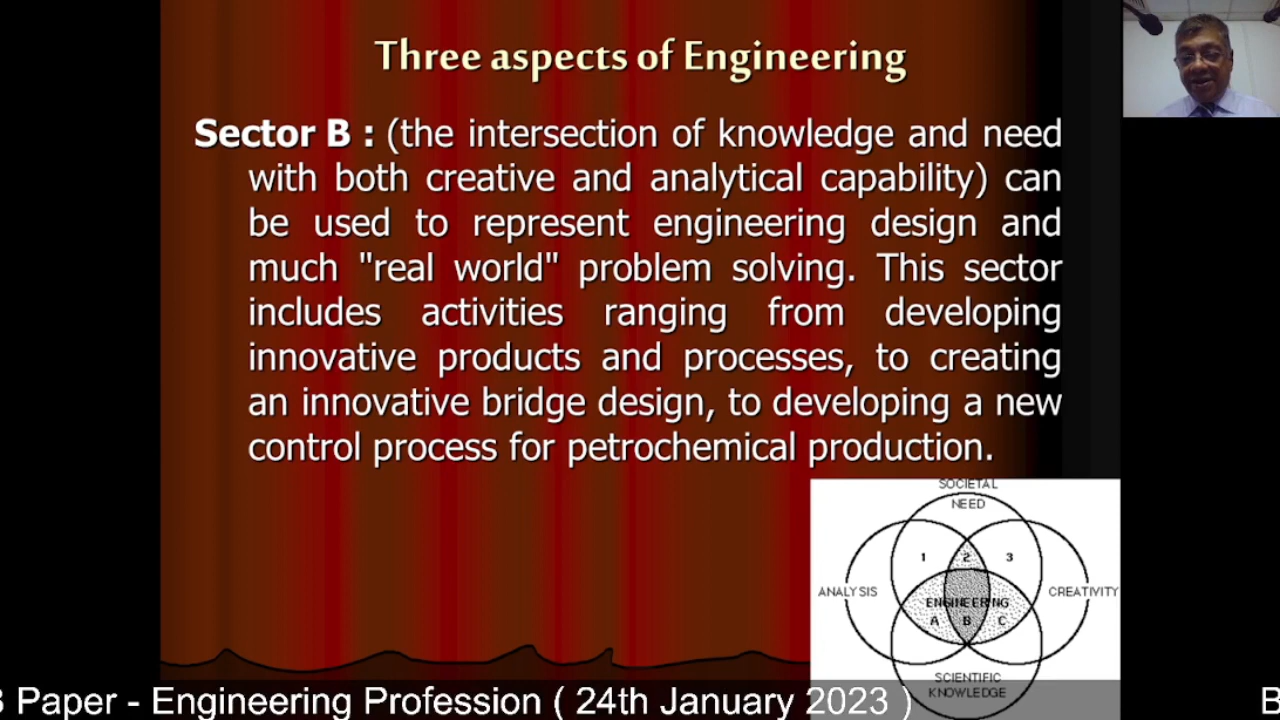 Three aspects of Engineering
Sector B : (the intersection of knowledge and need
with both creative and analytical capability) can
be used to represent engineering design and
much "real world" problem solving. This sector
includes activities ranging from developing
innovative products and processes, to creating
an innovative bridge design, to developing a new
control process for petrochemical production.
SOCIETAL
NEED
1 2 3
ANALYSIS
CREATIVITY
ENGINEERING
A B C
SCIENTIFIC
KNOWLEDGE
Paper - Engineering Profession ( 24th January 2023 )